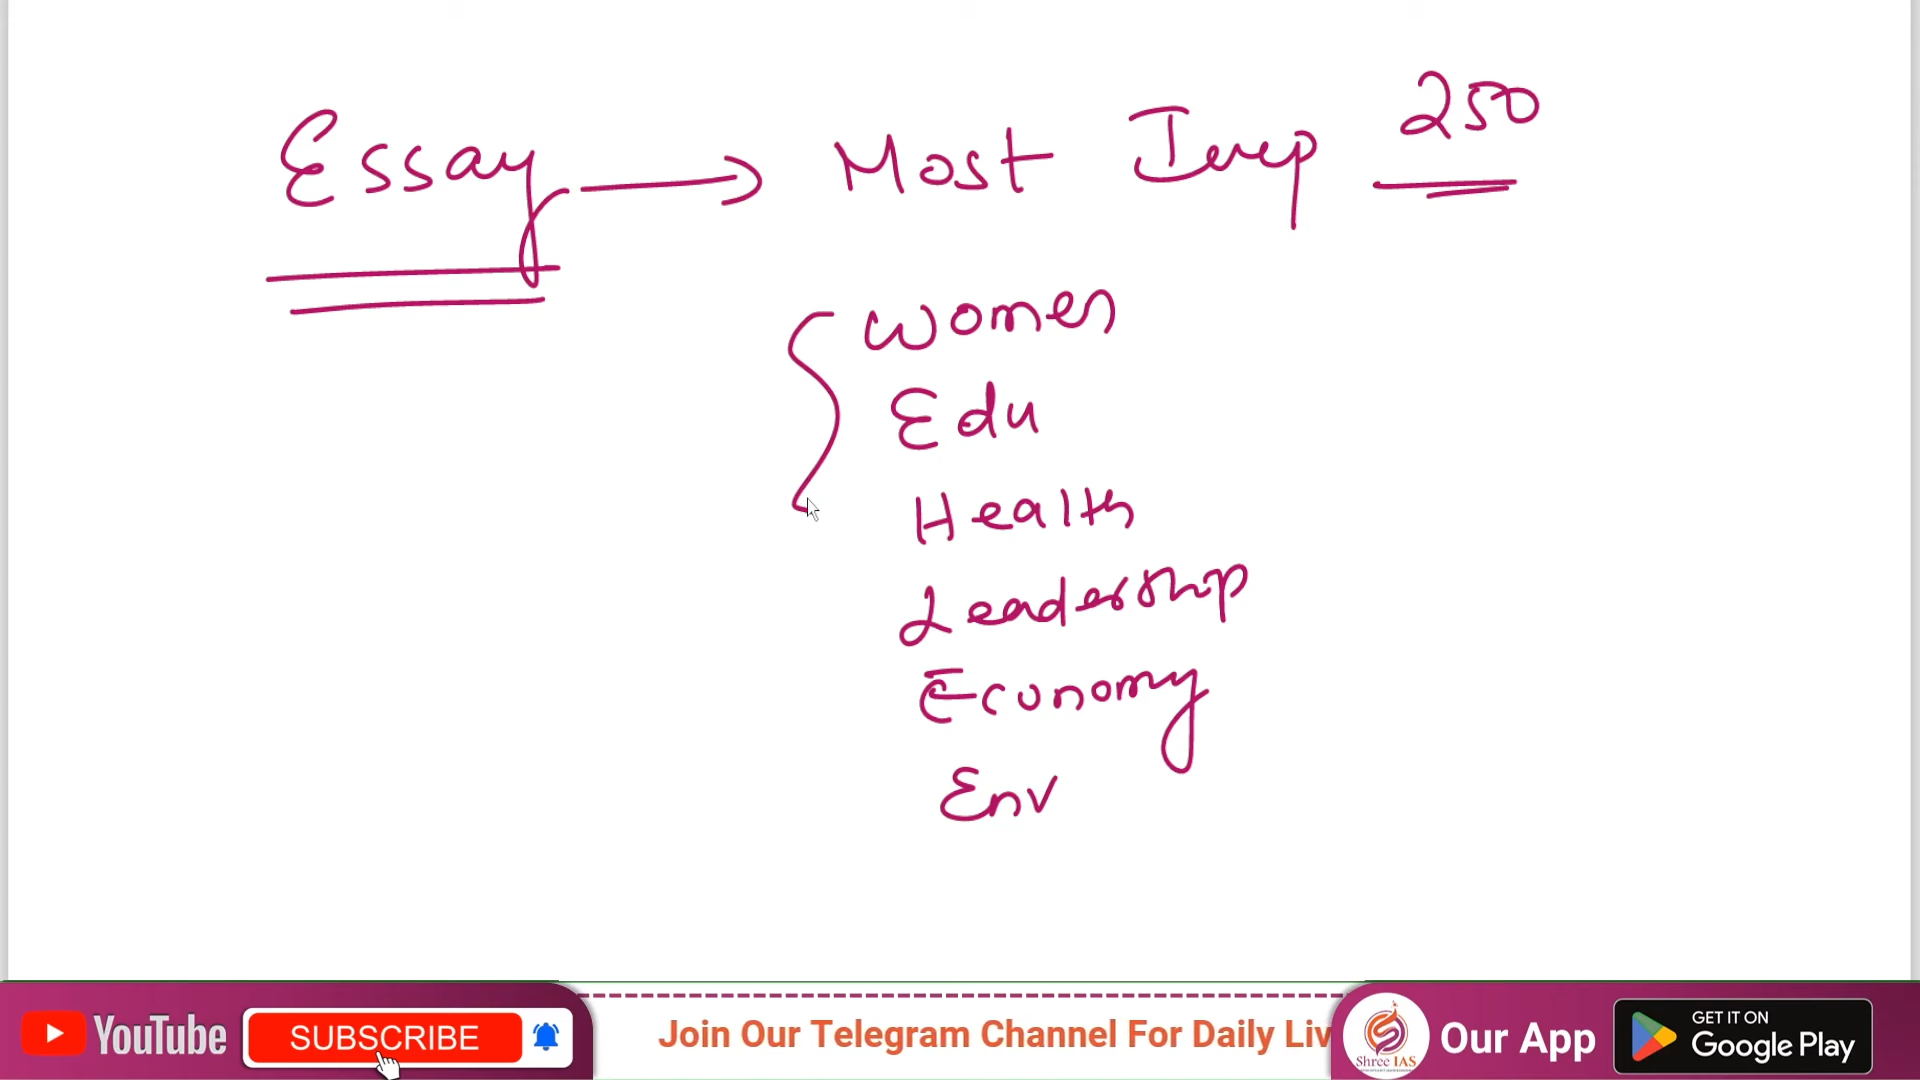 Essay → Most Imp 250
Women
Edu
Health
Leadership
Economy
Env
YouTube SUBSCRIBE Join Our Telegram Channel For Daily Liv
Shree IAS
Our App
GET IT ON
Google Play